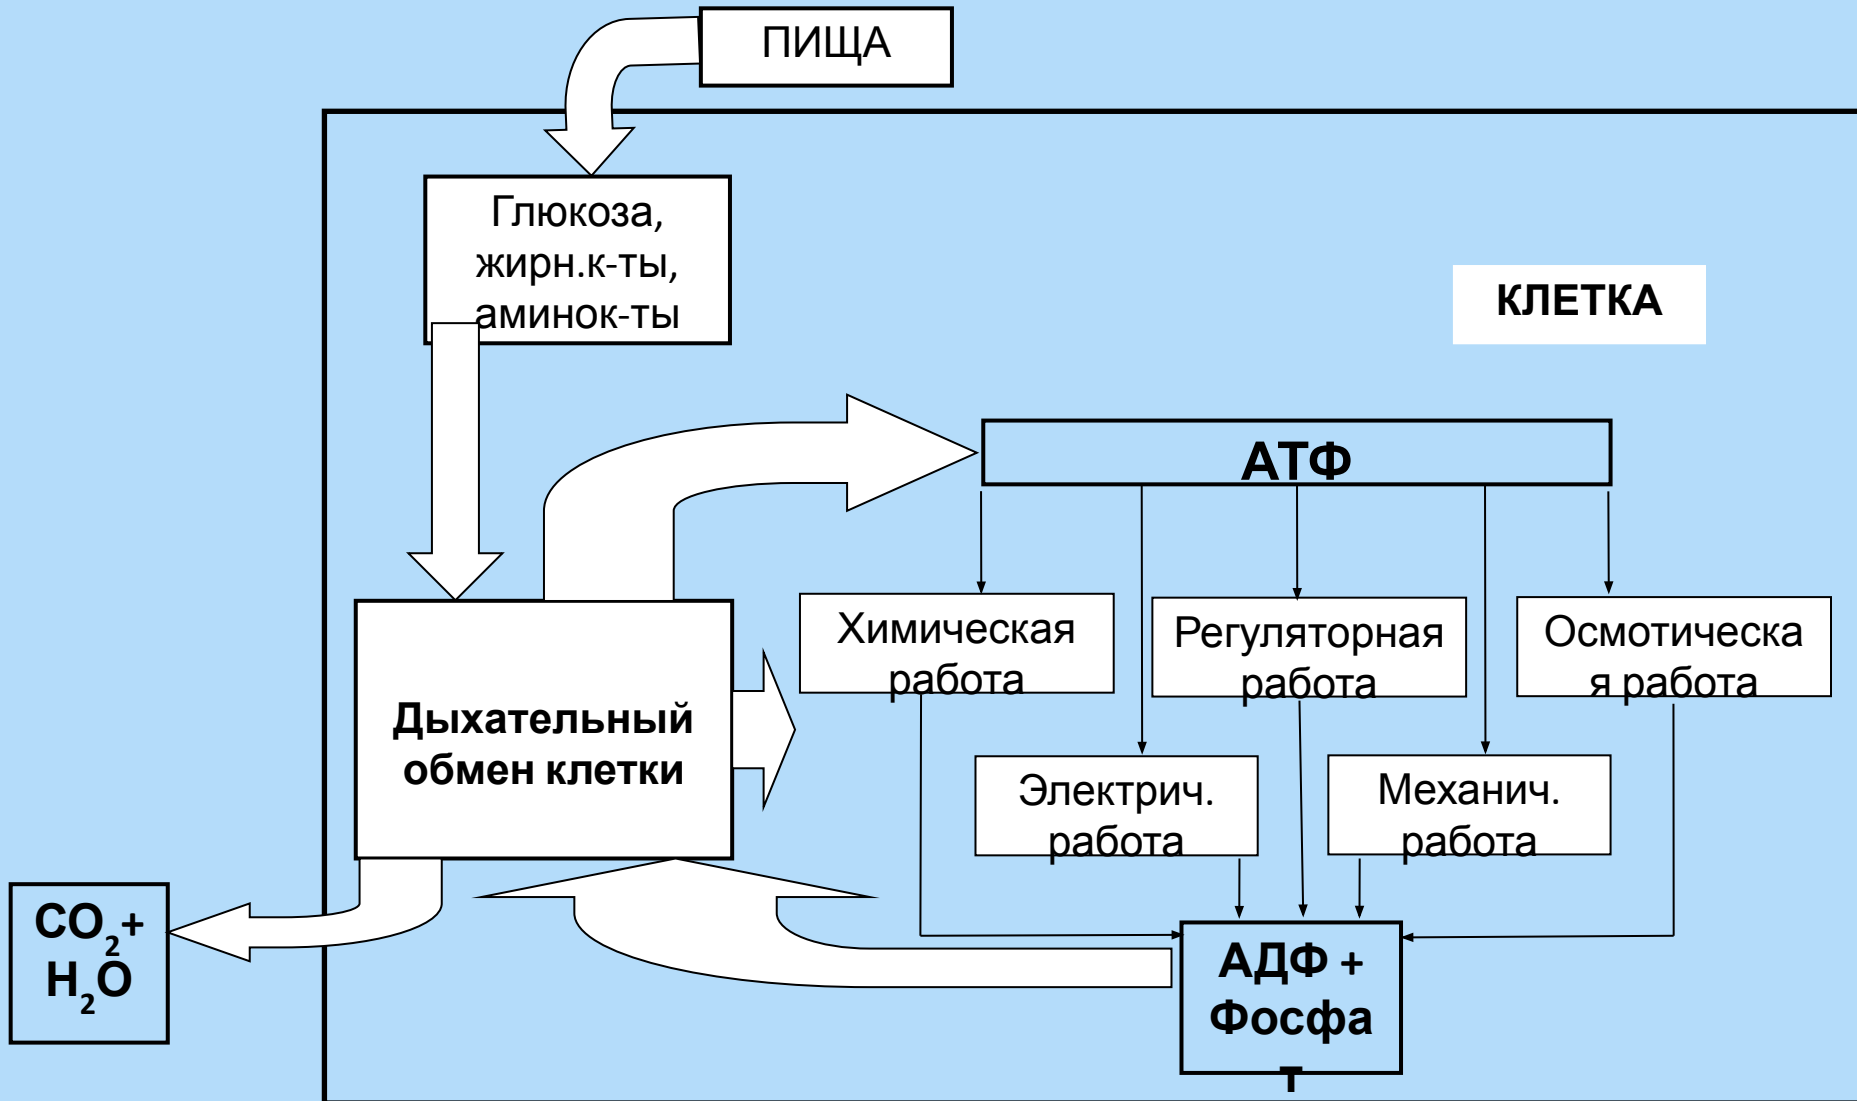 ПИЩА
Глюкоза,
жирн.к-ты,
аминок-ты
КЛЕТКА
АТФ
Химическая
работа
Регуляторная
работа
Осмотическа
я работа
Дыхательный
обмен клетки
Электрич.
работа
Механич.
работа
CO2+
H2O
АДФ +
Фосфа
т